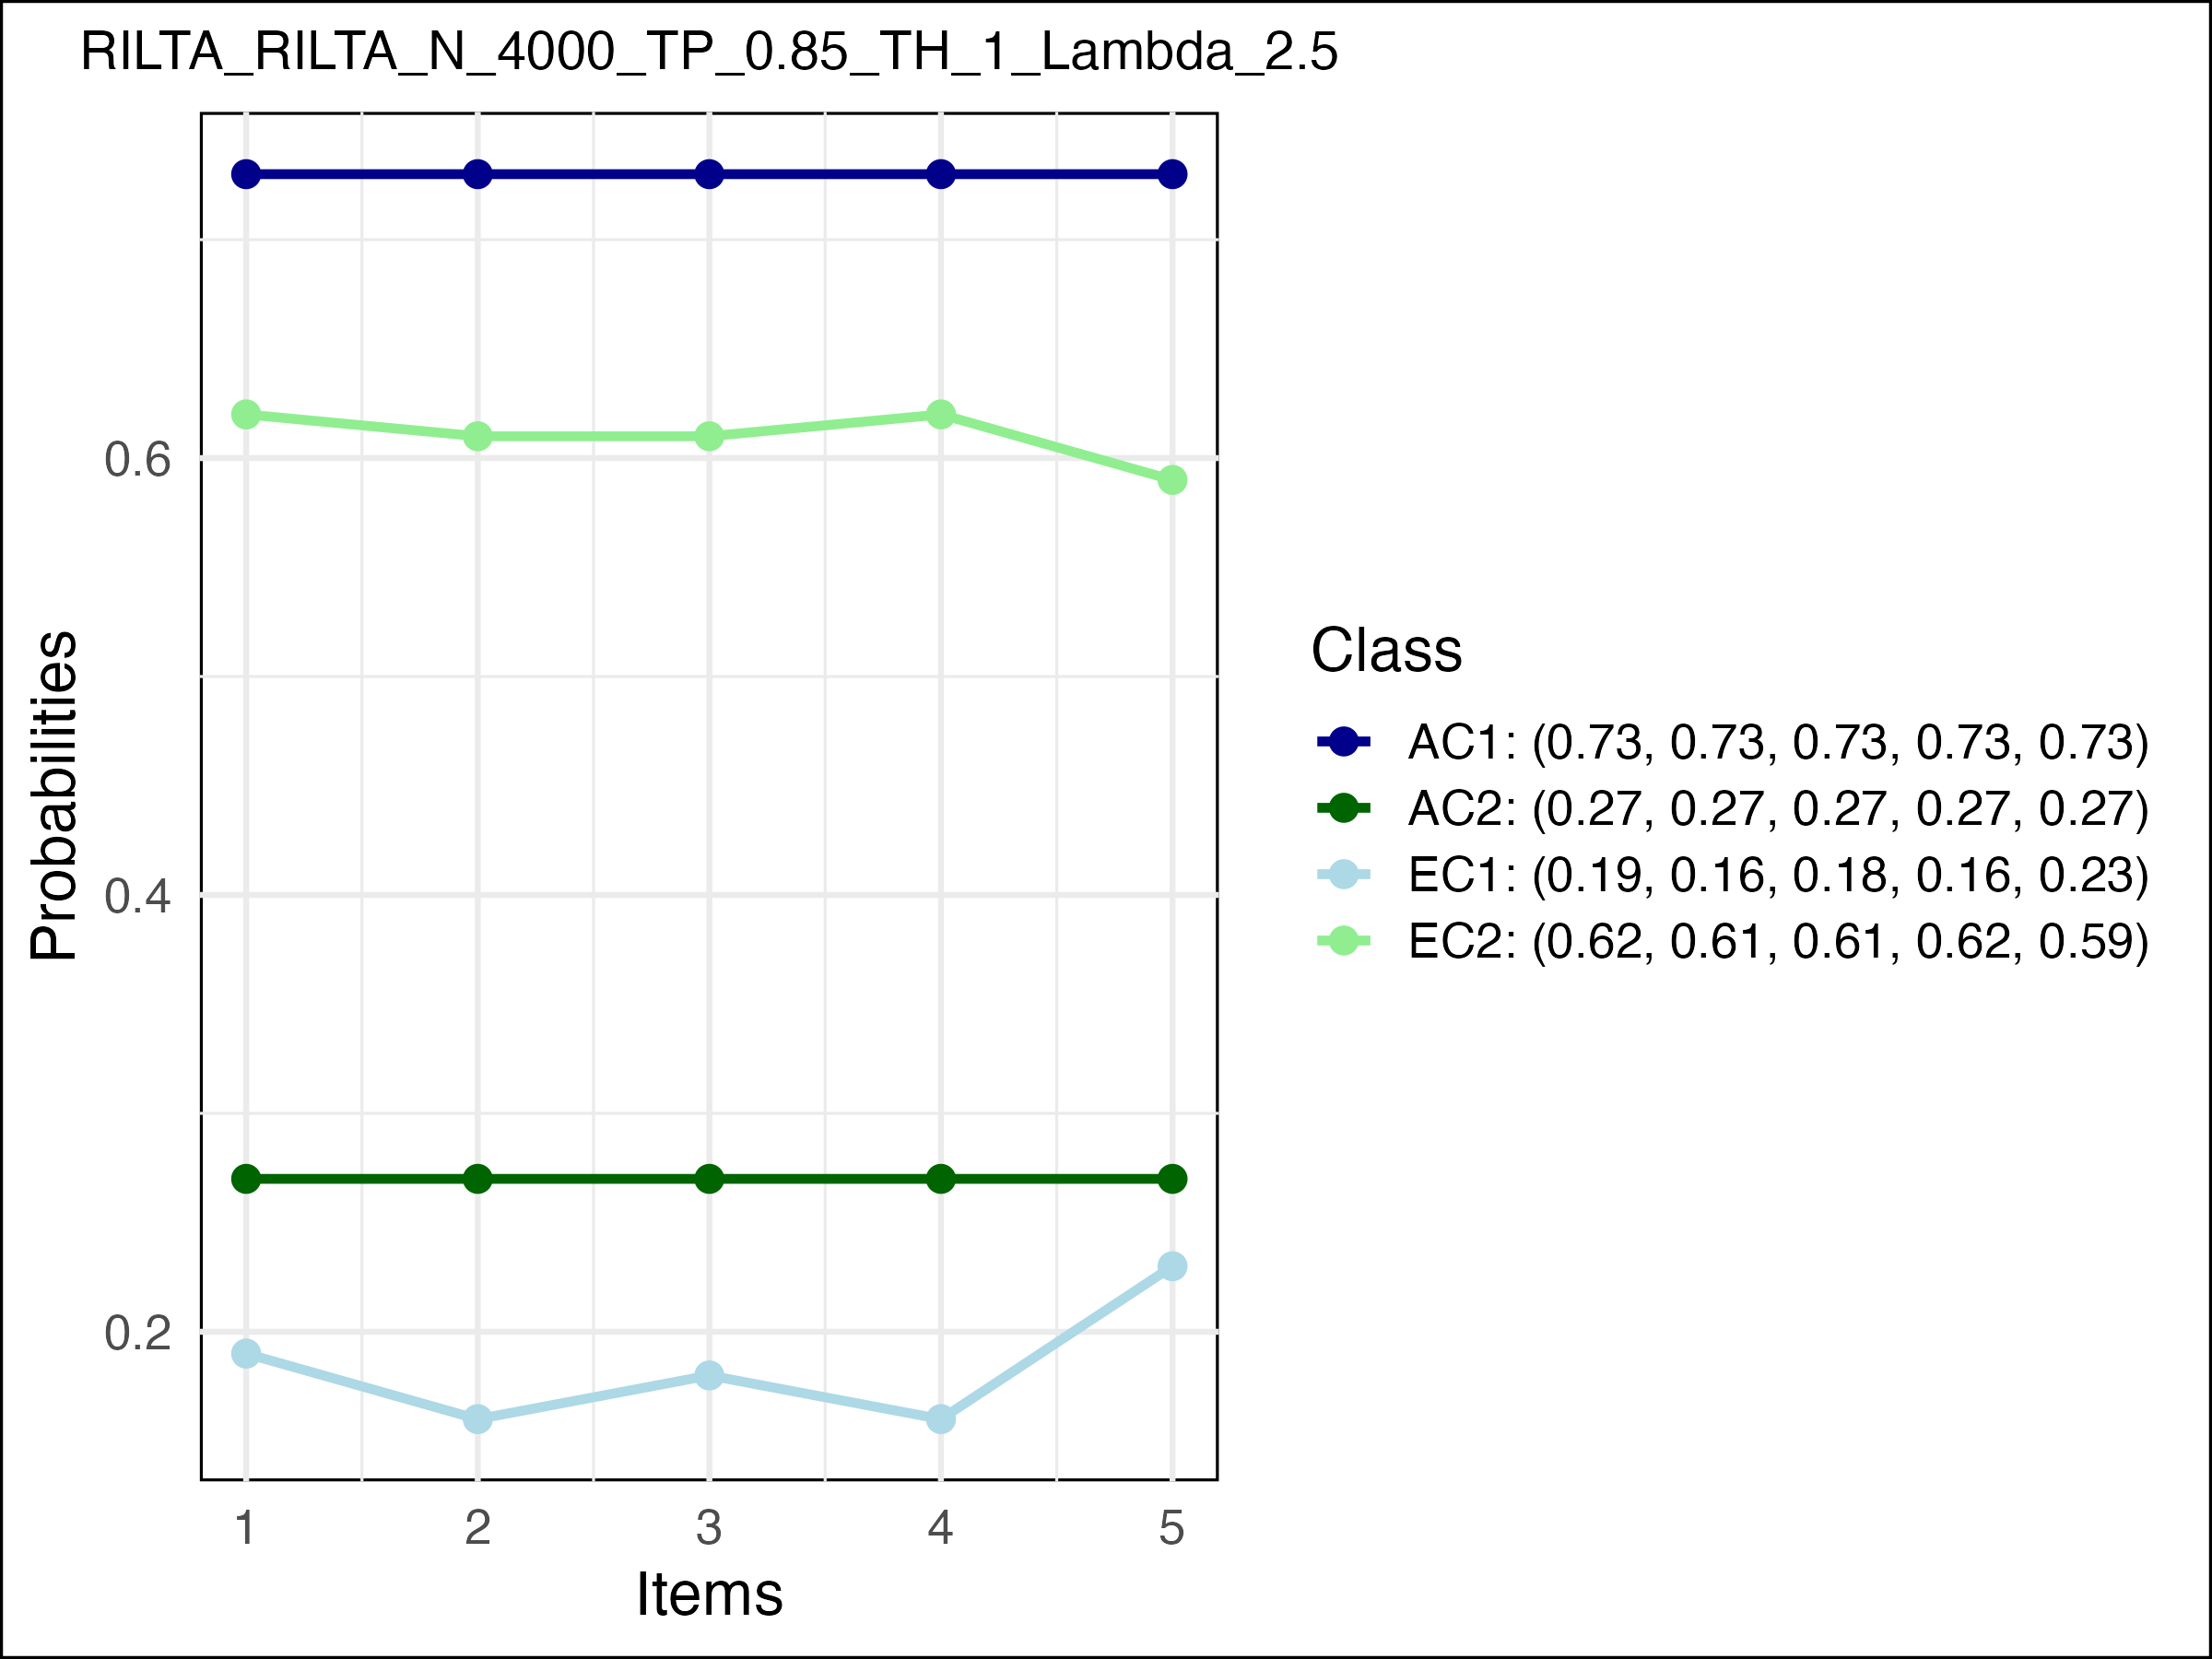 RILTA_RILTA_N_4000_TP_0.85_TH_1_Lambda_2.5
Probabilities
0.6
0.4
0.2
1 2 3 4 5
Items
Class
AC1: (0.73, 0.73, 0.73, 0.73, 0.73)
AC2: (0.27, 0.27, 0.27, 0.27, 0.27)
EC1: (0.19, 0.16, 0.18, 0.16, 0.23)
EC2: (0.62, 0.61, 0.61, 0.62, 0.59)